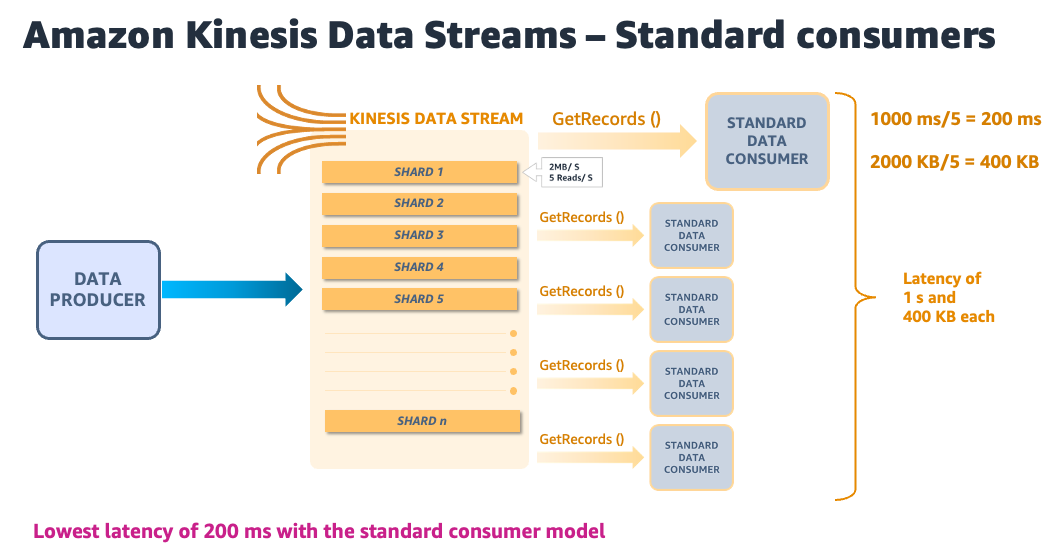 Amazon Kinesis Data Streams – Standard consumers
KINESIS DATA STREAM
GetRecords ()
STANDARD
DATA
CONSUMER
1000 ms/5 = 200 ms
2000 KB/5 = 400 KB
SHARD 1
2MB/ S
5 Reads/ S
SHARD 2
GetRecords ()
STANDARD
DATA
CONSUMER
SHARD 3
SHARD 4
DATA
PRODUCER
SHARD 5
GetRecords ()
STANDARD
DATA
CONSUMER
Latency of
1 s and
400 KB each
GetRecords ()
STANDARD
DATA
CONSUMER
SHARD n
GetRecords ()
STANDARD
DATA
CONSUMER
Lowest latency of 200 ms with the standard consumer model